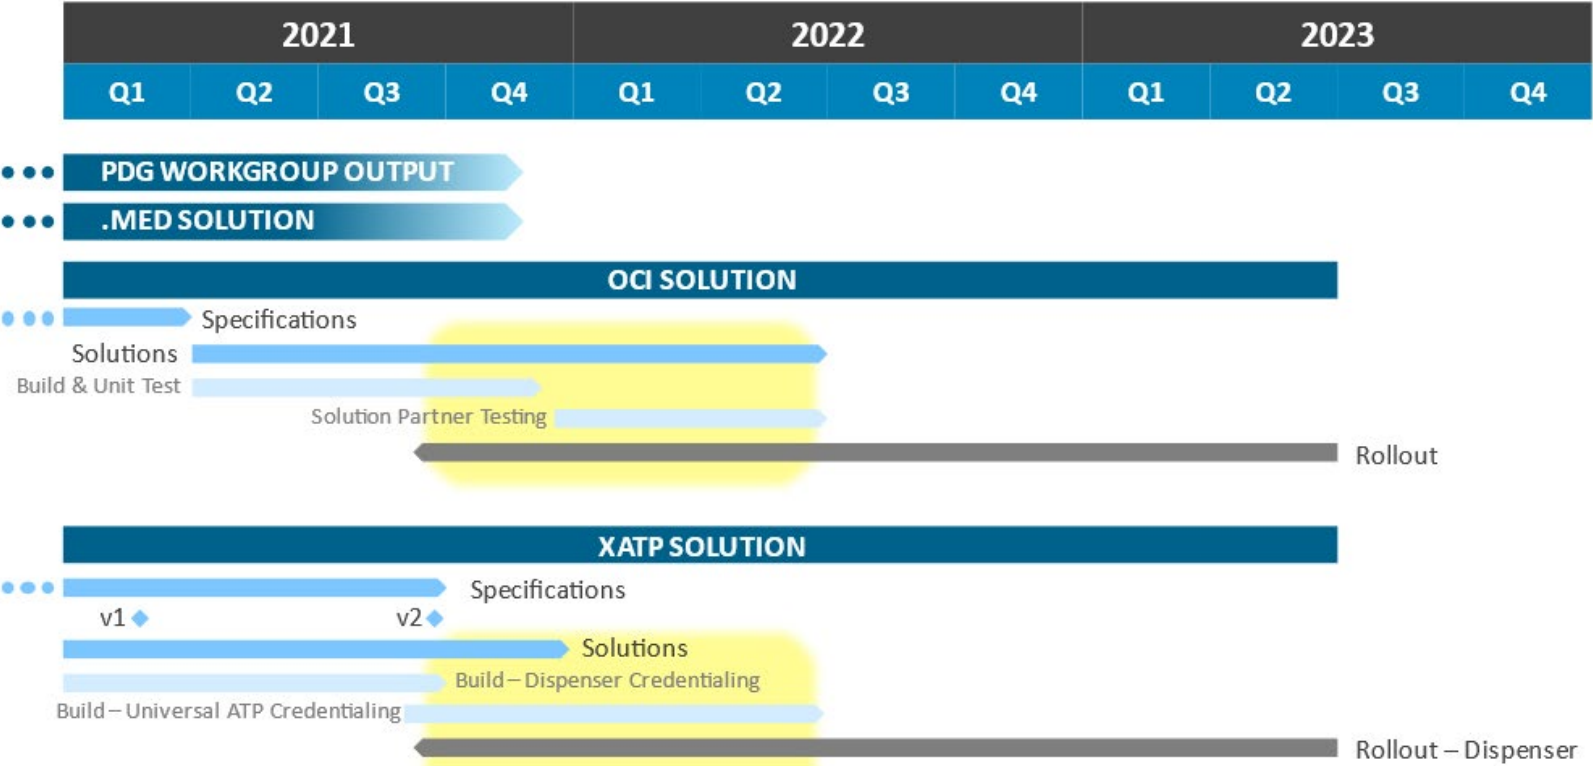 2021 2022 2023
Q1 Q2 Q3 Q4 Q1 Q2 Q3 Q4 Q1 Q2 Q3 Q4
PDG WORKGROUP OUTPUT
.MED SOLUTION
OCI SOLUTION
Specifications
Solutions
Build & Unit Test
Solution Partner Testing
Rollout
XATP SOLUTION
Specifications
v1 v2
Solutions
Build – Dispenser Credentialing
Build – Universal ATP Credentialing
Rollout – Dispenser